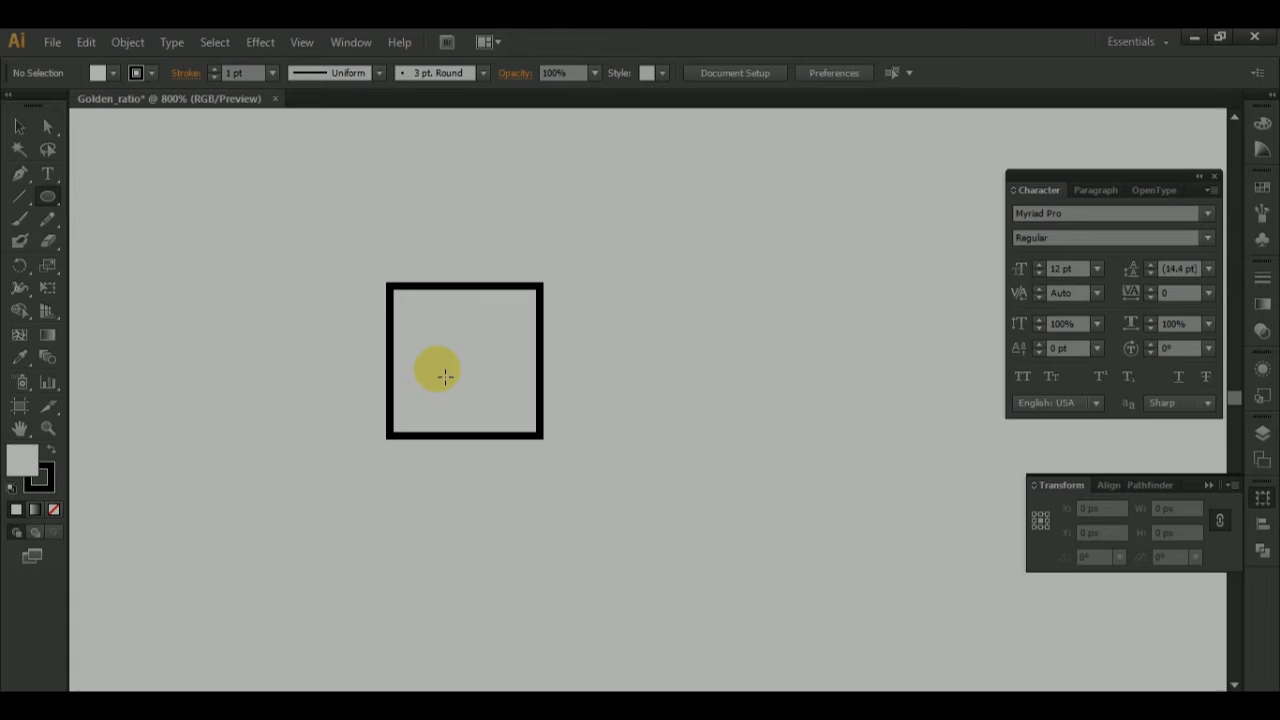 Ai File Edit Object Type Select Effect View Window Help Br Essentials
No Selection Stroke: 1 pt Uniform 3 pt. Round Opacity: 100% Style: Document Setup Preferences
Golden_ratio* @ 800% (RGB/Preview)
Character Paragraph OpenType
Myriad Pro
Regular
12 pt (14.4 pt)
Auto 0
100% 100%
0 pt 0°
English: USA Sharp
Transform Align Pathfinder
X: 0 px W: 0 px
Y: 0 px H: 0 px
0° 0°